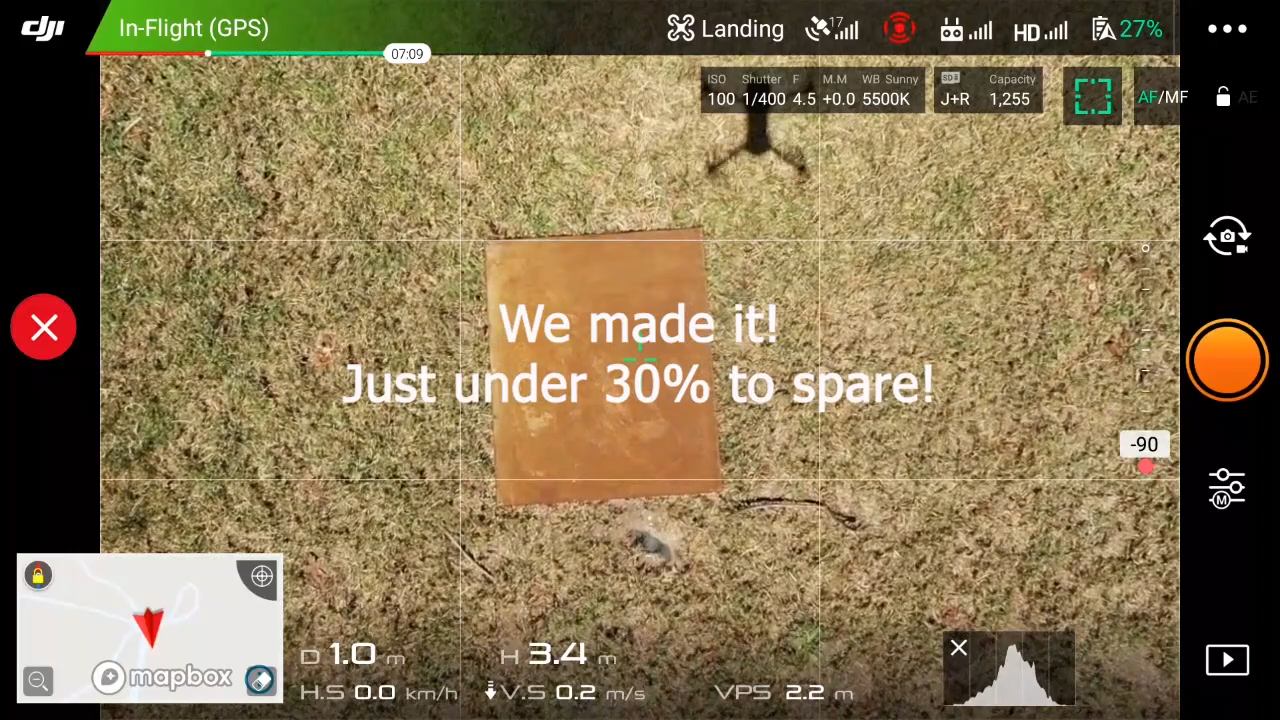 dji
In-Flight (GPS)
Landing
17
HD
27%
07:09
ISO Shutter F M.M WB Sunny
100 1/400 4.5 +0.0 5500K
SD Capacity
J+R 1,255
AF/MF
AE
We made it!
Just under 30% to spare!
-90
M
mapbox
D 1.0 m
H 3.4 m
H.S 0.0 km/h
V.S 0.2 m/s
VPS 2.2 m